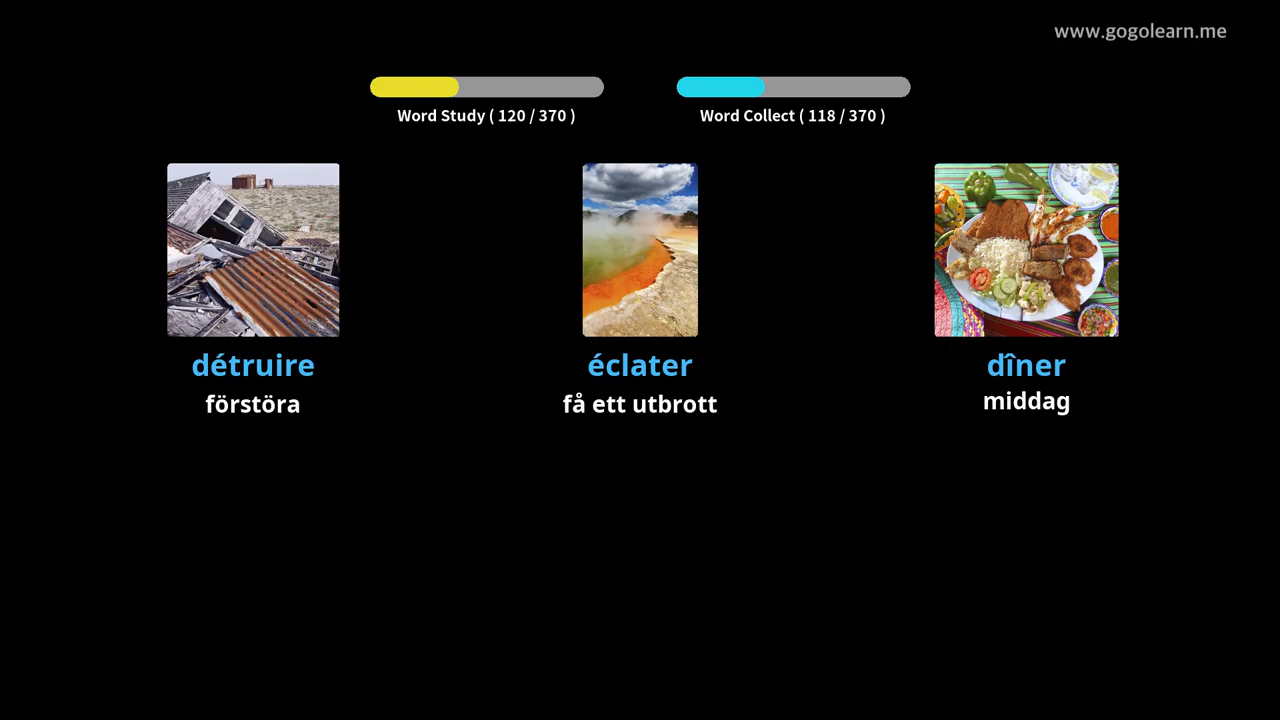 www.gogolearn.me
Word Study ( 120 / 370 )
Word Collect ( 118 / 370 )
détruire
förstöra
éclater
få ett utbrott
dîner
middag